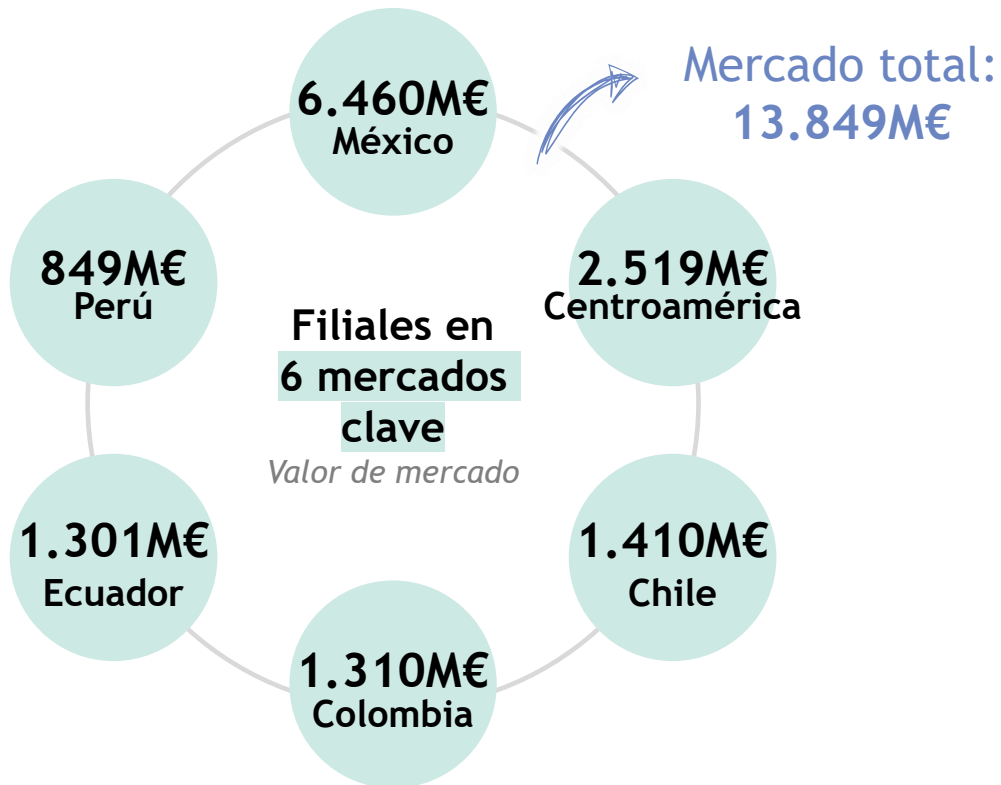 6.460M€
México
Mercado total:
13.849M€
849M€
Perú
2.519M€
Centroamérica
Filiales en
6 mercados
clave
Valor de mercado
1.301M€
Ecuador
1.410M€
Chile
1.310M€
Colombia